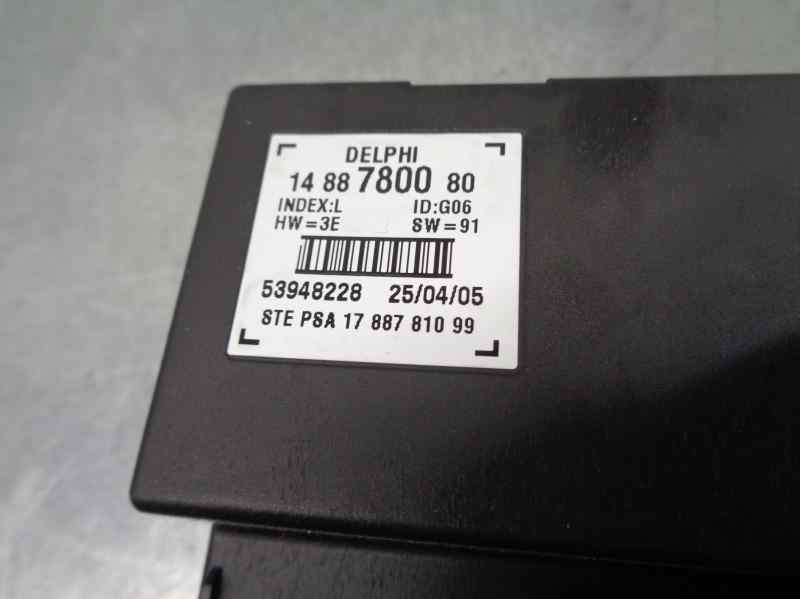 DELPHI
14 88 7800 80
INDEX:L ID:G06
HW=3E SW=91
53948228 25/04/05
STE PSA 17 887 810 99